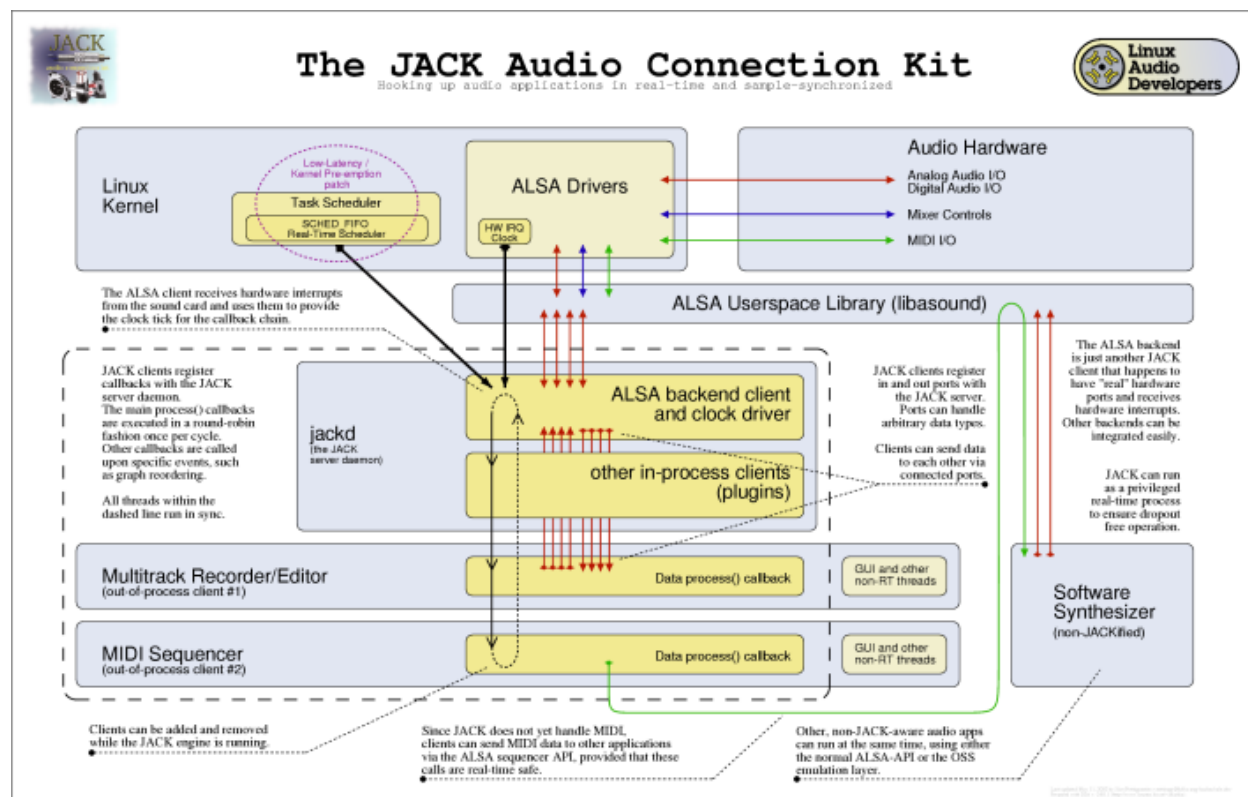 JACK
The JACK Audio Connection Kit
Hooking up audio applications in real-time and sample-synchronized
Linux
Audio
Developers
Linux
Kernel
Low-Latency /
Kernel Pre-emption
patch
Task Scheduler
SCHED_FIFO
Real-Time Scheduler
ALSA Drivers
HW IRQ
Clock
Audio Hardware
Analog Audio I/O
Digital Audio I/O
Mixer Controls
MIDI I/O
The ALSA client receives hardware interrupts
from the sound card and uses them to provide
the clock tick for the callback chain.
ALSA Userspace Library (libasound)
JACK clients register
callbacks with the JACK
server daemon.
The main process() callbacks
are executed in a round-robin
fashion once per cycle.
Other callbacks are called
upon specific events, such
as graph reordering.
All threads within the
dashed line run in sync.
jackd
(the JACK
server daemon)
ALSA backend client
and clock driver
other in-process clients
(plugins)
JACK clients register
in and out ports with
the JACK server.
Ports can handle
arbitrary data types.
Clients can send data
to each other via
connected ports.
The ALSA backend
is just another JACK
client that happens to
have "real" hardware
ports and receives
hardware interrupts.
Other backends can be
integrated easily.
JACK can run
as a privileged
real-time process
to ensure dropout
free operation.
Multitrack Recorder/Editor
(out-of-process client #1)
Data process() callback
GUI and other
non-RT threads
MIDI Sequencer
(out-of-process client #2)
Data process() callback
GUI and other
non-RT threads
Software
Synthesizer
(non-JACKified)
Clients can be added and removed
while the JACK engine is running.
Since JACK does not yet handle MIDI,
clients can send MIDI data to other applications
via the ALSA sequencer API, provided that these
calls are real-time safe.
Other, non-JACK-aware audio apps
can run at the same time, using either
the normal ALSA-API or the OSS
emulation layer.